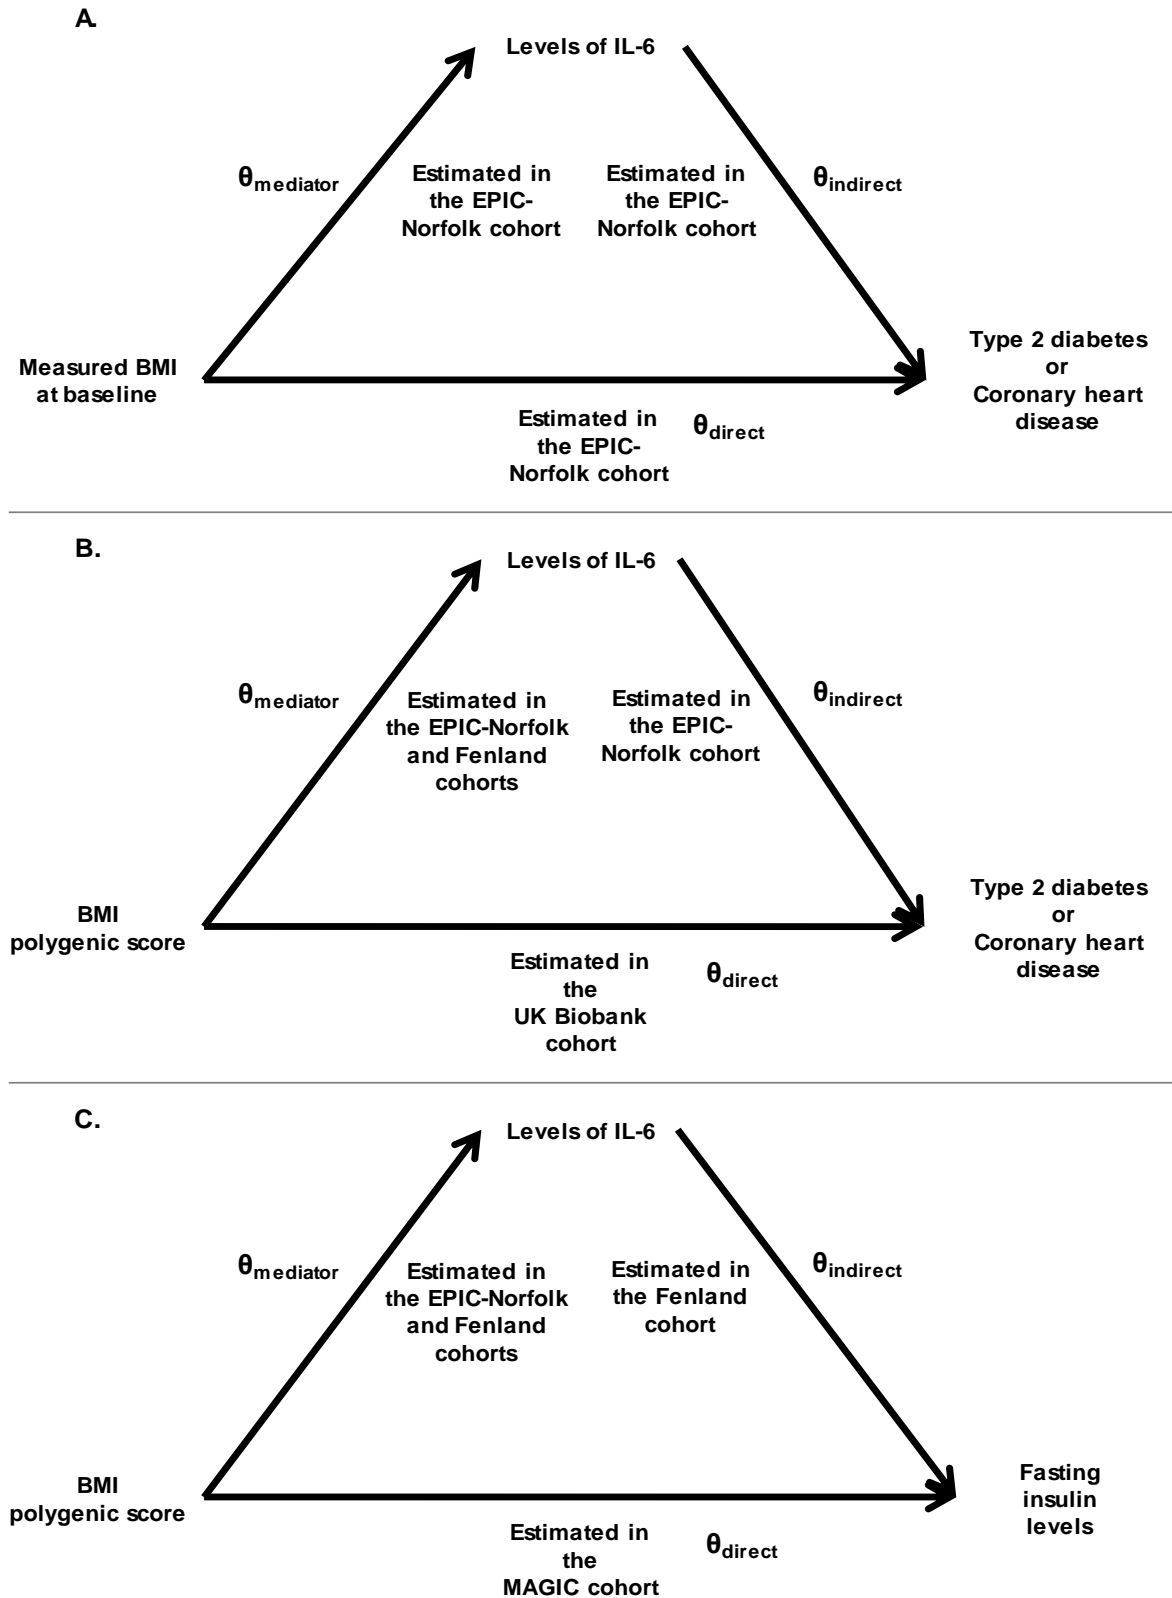 A.
Levels of IL-6
θmediator
Estimated in
the EPIC-
Norfolk cohort
Estimated in
the EPIC-
Norfolk cohort
θindirect
Measured BMI
at baseline
Type 2 diabetes
or
Coronary heart
disease
Estimated in
the EPIC-
Norfolk cohort
θdirect
B.
Levels of IL-6
θmediator
Estimated in
the EPIC-Norfolk
and Fenland
cohorts
Estimated in
the EPIC-
Norfolk cohort
θindirect
BMI
polygenic score
Type 2 diabetes
or
Coronary heart
disease
Estimated in
the
UK Biobank
cohort
θdirect
C.
Levels of IL-6
θmediator
Estimated in
the EPIC-Norfolk
and Fenland
cohorts
Estimated in
the Fenland
cohort
θindirect
BMI
polygenic score
Fasting
insulin
levels
Estimated in
the
MAGIC cohort
θdirect